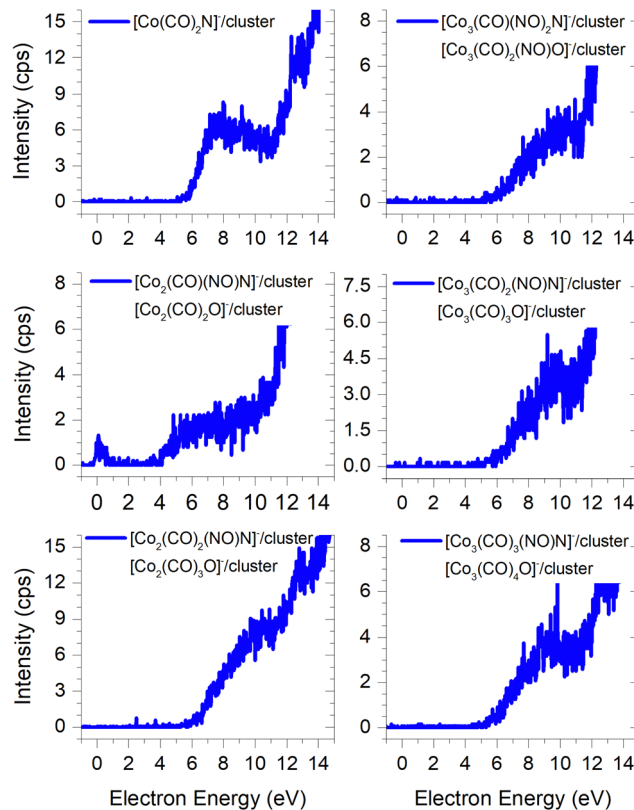 [Co(CO)₂N]⁻/cluster
Intensity (cps)
15
12
9
6
3
0
0 2 4 6 8 10 12 14
[Co₃(CO)(NO)₂N]⁻/cluster
[Co₃(CO)₂(NO)O]⁻/cluster
8
6
4
2
0
0 2 4 6 8 10 12 14
[Co₂(CO)(NO)N]⁻/cluster
[Co₂(CO)₂O]⁻/cluster
Intensity (cps)
8
6
4
2
0
0 2 4 6 8 10 12 14
[Co₃(CO)₂(NO)N]⁻/cluster
[Co₃(CO)₃O]⁻/cluster
7.5
6.0
4.5
3.0
1.5
0.0
0 2 4 6 8 10 12 14
[Co₂(CO)₂(NO)N]⁻/cluster
[Co₂(CO)₃O]⁻/cluster
Intensity (cps)
15
12
9
6
3
0
0 2 4 6 8 10 12 14
Electron Energy (eV)
[Co₃(CO)₃(NO)N]⁻/cluster
[Co₃(CO)₄O]⁻/cluster
8
6
4
2
0
0 2 4 6 8 10 12 14
Electron Energy (eV)